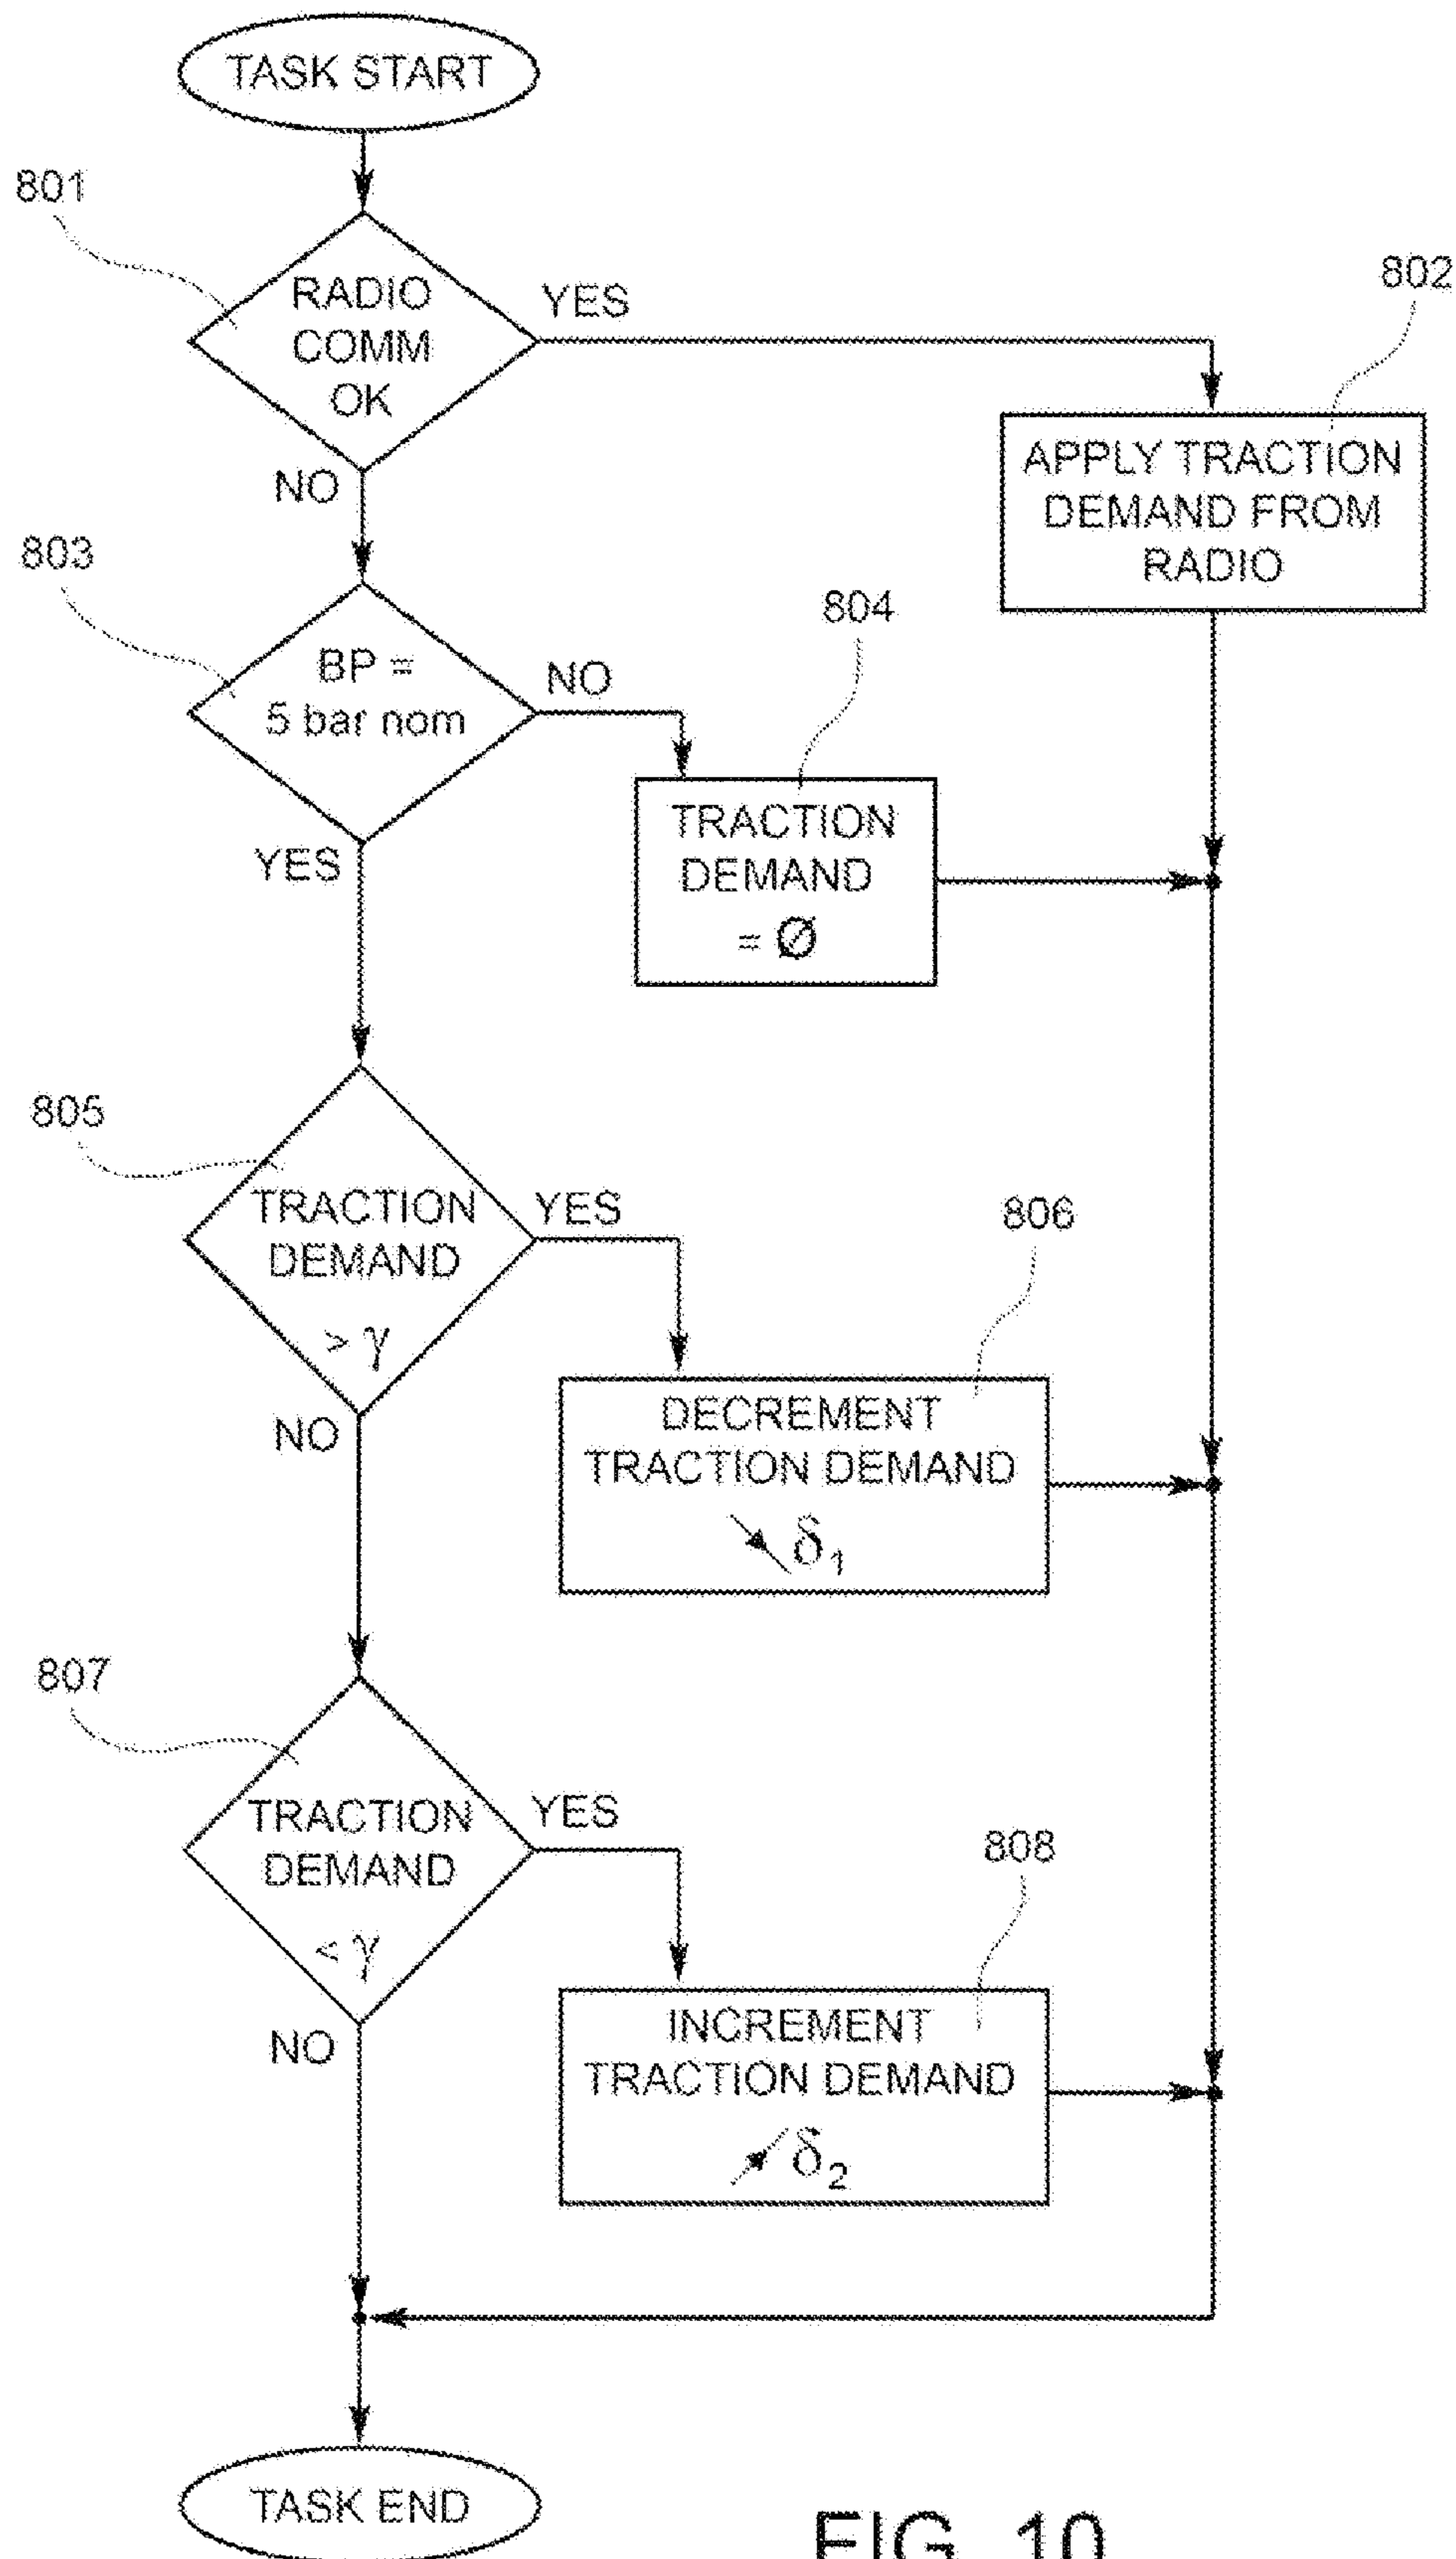 TASK START
801
RADIO
COMM
OK
YES
NO
802
APPLY TRACTION
DEMAND FROM
RADIO
803
BP =
5 bar nom
NO
YES
804
TRACTION
DEMAND
= Ø
805
TRACTION
DEMAND
> γ
YES
NO
806
DECREMENT
TRACTION DEMAND
↘ δ₁
807
TRACTION
DEMAND
< γ
YES
NO
808
INCREMENT
TRACTION DEMAND
↗ δ₂
TASK END
FIG. 10